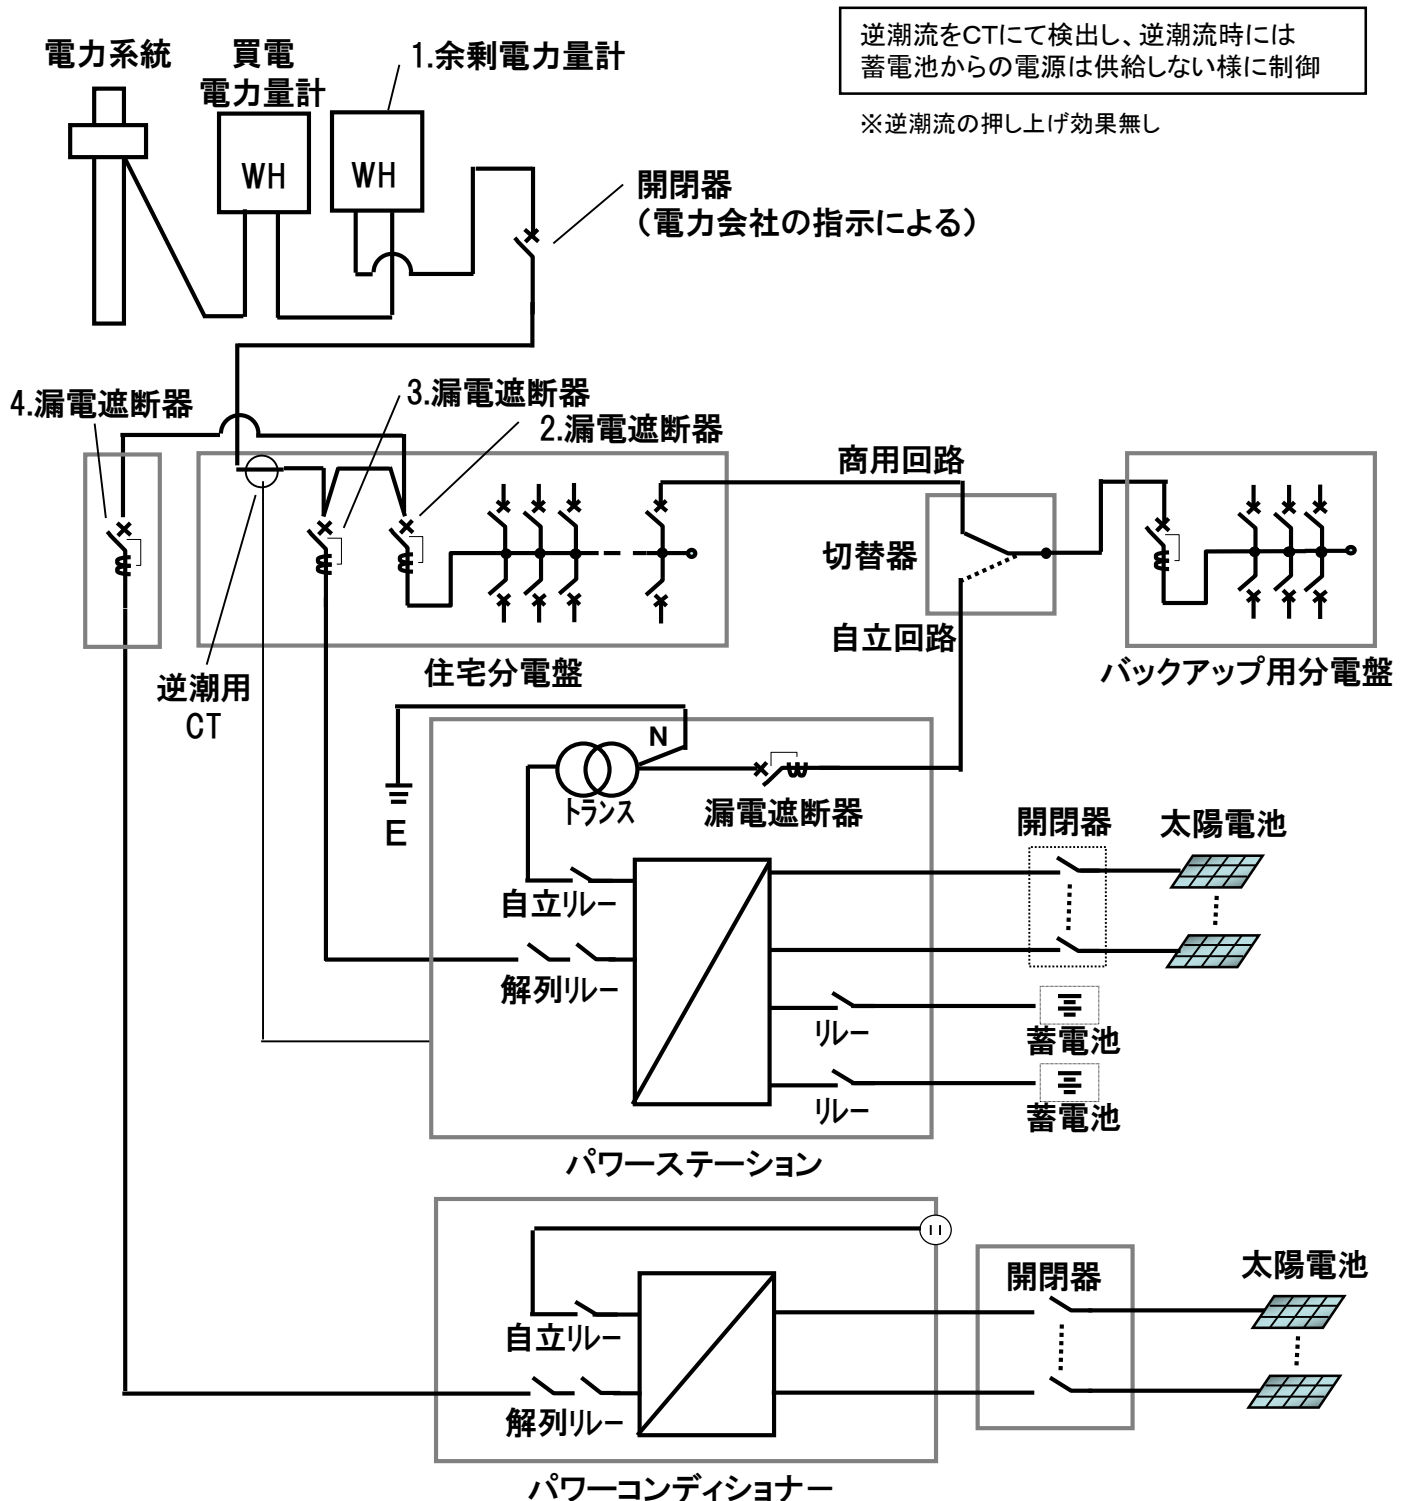 電力系統
買電
電力量計
1.余剰電力量計
逆潮流をCTにて検出し、逆潮流時には
蓄電池からの電源は供給しない様に制御
※逆潮流の押し上げ効果無し
WH
WH
開閉器
（電力会社の指示による）
4.漏電遮断器
3.漏電遮断器
2.漏電遮断器
商用回路
切替器
自立回路
住宅分電盤
バックアップ用分電盤
逆潮用
CT
N
E
トランス
漏電遮断器
開閉器
太陽電池
自立リレー
解列リレー
リレー
蓄電池
リレー
蓄電池
パワーステーション
開閉器
太陽電池
自立リレー
解列リレー
パワーコンディショナー